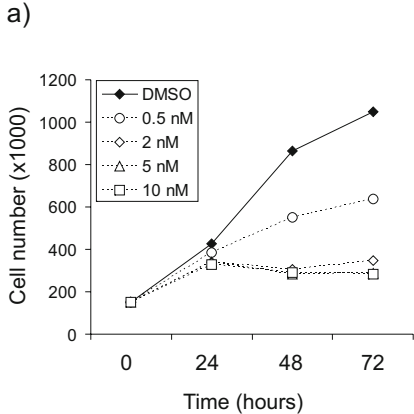 a)
1200
1000
800
600
400
200
0
Cell number (x1000)
DMSO
0.5 nM
2 nM
5 nM
10 nM
0 24 48 72
Time (hours)